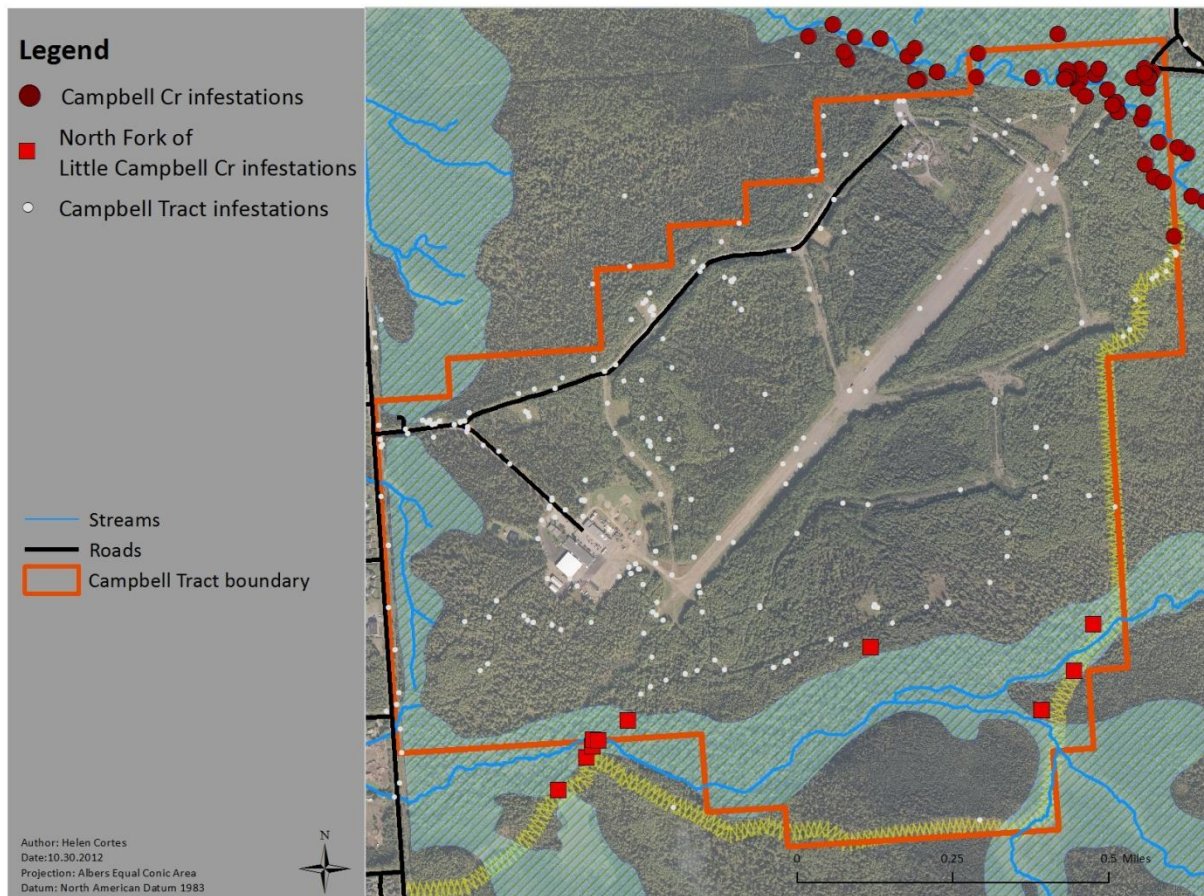 Legend
Campbell Cr infestations
North Fork of
Little Campbell Cr infestations
Campbell Tract infestations
Streams
Roads
Campbell Tract boundary
Author: Helen Cortes
Date:10.30.2012
Projection: Albers Equal Conic Area
Datum: North American Datum 1983
N
0 0.25 0.5 Miles